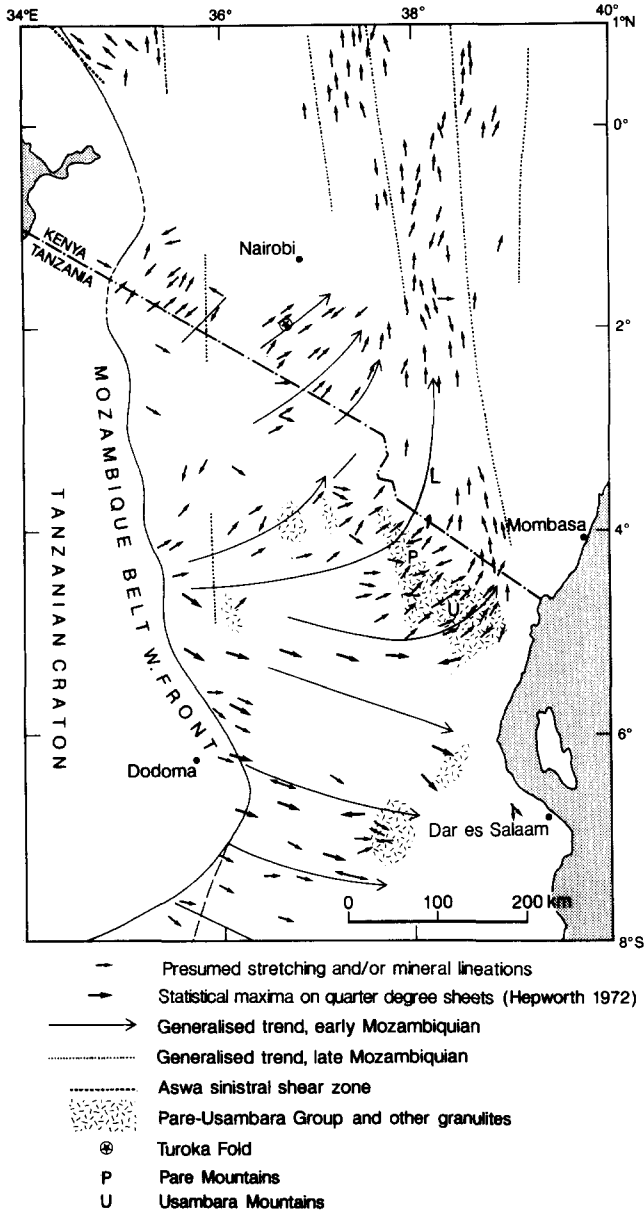 34°E 36° 38° 40°
1°N
0°
Nairobi
KENYA
TANZANIA
2°
MOZAMBIQUE BELT W. FRONT
TANZANIAN CRATON
L
4°
Mombasa
P
U
6°
Dodoma
Dar es Salaam
0 100 200 km
8°S
Presumed stretching and/or mineral lineations
Statistical maxima on quarter degree sheets (Hepworth 1972)
Generalised trend, early Mozambiquian
Generalised trend, late Mozambiquian
Aswa sinistral shear zone
Pare-Usambara Group and other granulites
Turoka Fold
P Pare Mountains
U Usambara Mountains